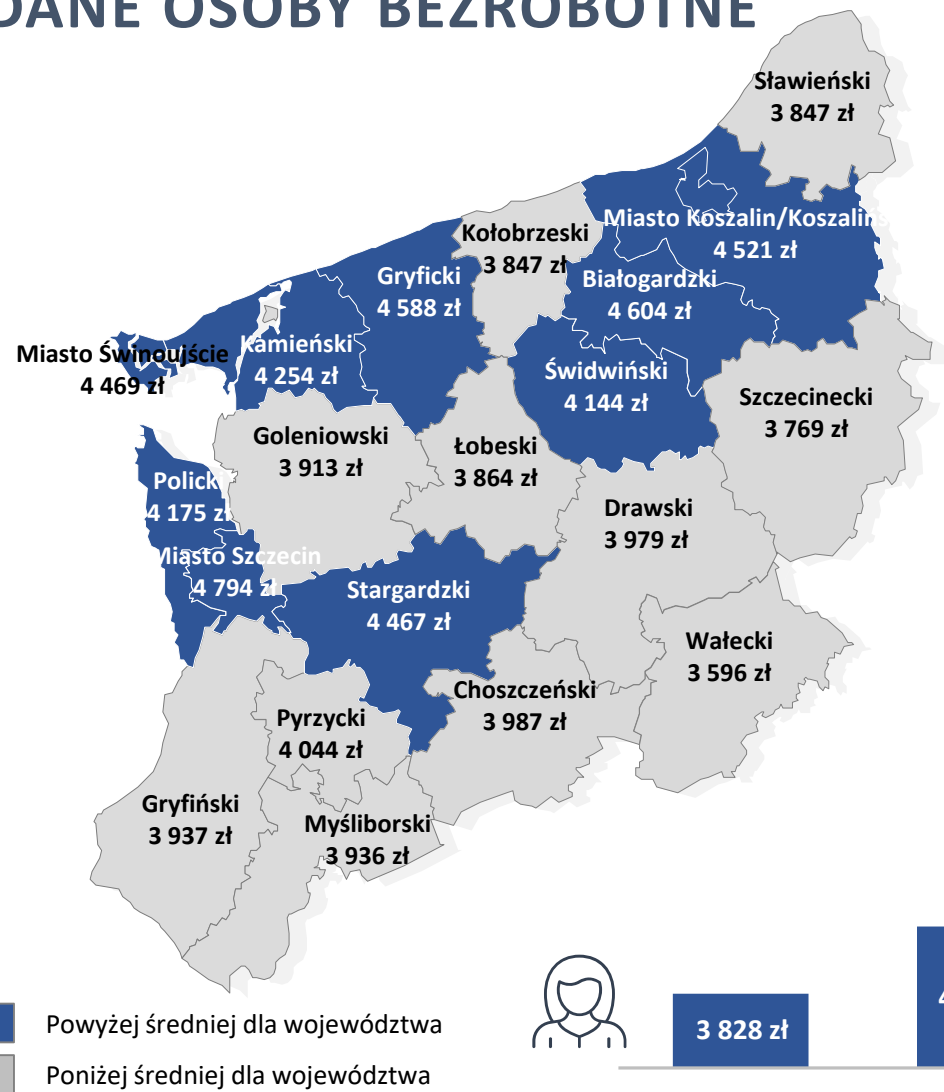 DANE OSOBY BEZROBOTNE
Sławieński
3 847 zł
Miasto Koszalin/Koszaliń
4 521 zł
Kołobrzeski
3 847 zł
Gryficki
4 588 zł
Białogardzki
4 604 zł
Miasto Świnoujście
4 469 zł
Kamieński
4 254 zł
Świdwiński
4 144 zł
Szczecinecki
3 769 zł
Goleniowski
3 913 zł
Łobeski
3 864 zł
Policki
4 175 zł
Drawski
3 979 zł
Miasto Szczecin
4 794 zł
Stargardzki
4 467 zł
Wałecki
3 596 zł
Choszczeński
3 987 zł
Pyrzycki
4 044 zł
Gryfiński
3 937 zł
Myśliborski
3 936 zł
Powyżej średniej dla województwa
Poniżej średniej dla województwa
3 828 zł
4